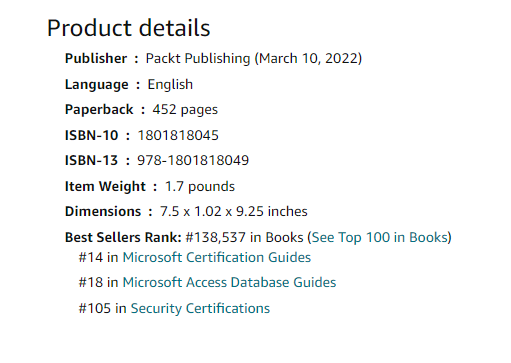 Product details
Publisher : Packt Publishing (March 10, 2022)
Language : English
Paperback : 452 pages
ISBN-10 : 1801818045
ISBN-13 : 978-1801818049
Item Weight : 1.7 pounds
Dimensions : 7.5 x 1.02 x 9.25 inches
Best Sellers Rank: #138,537 in Books (See Top 100 in Books)
#14 in Microsoft Certification Guides
#18 in Microsoft Access Database Guides
#105 in Security Certifications